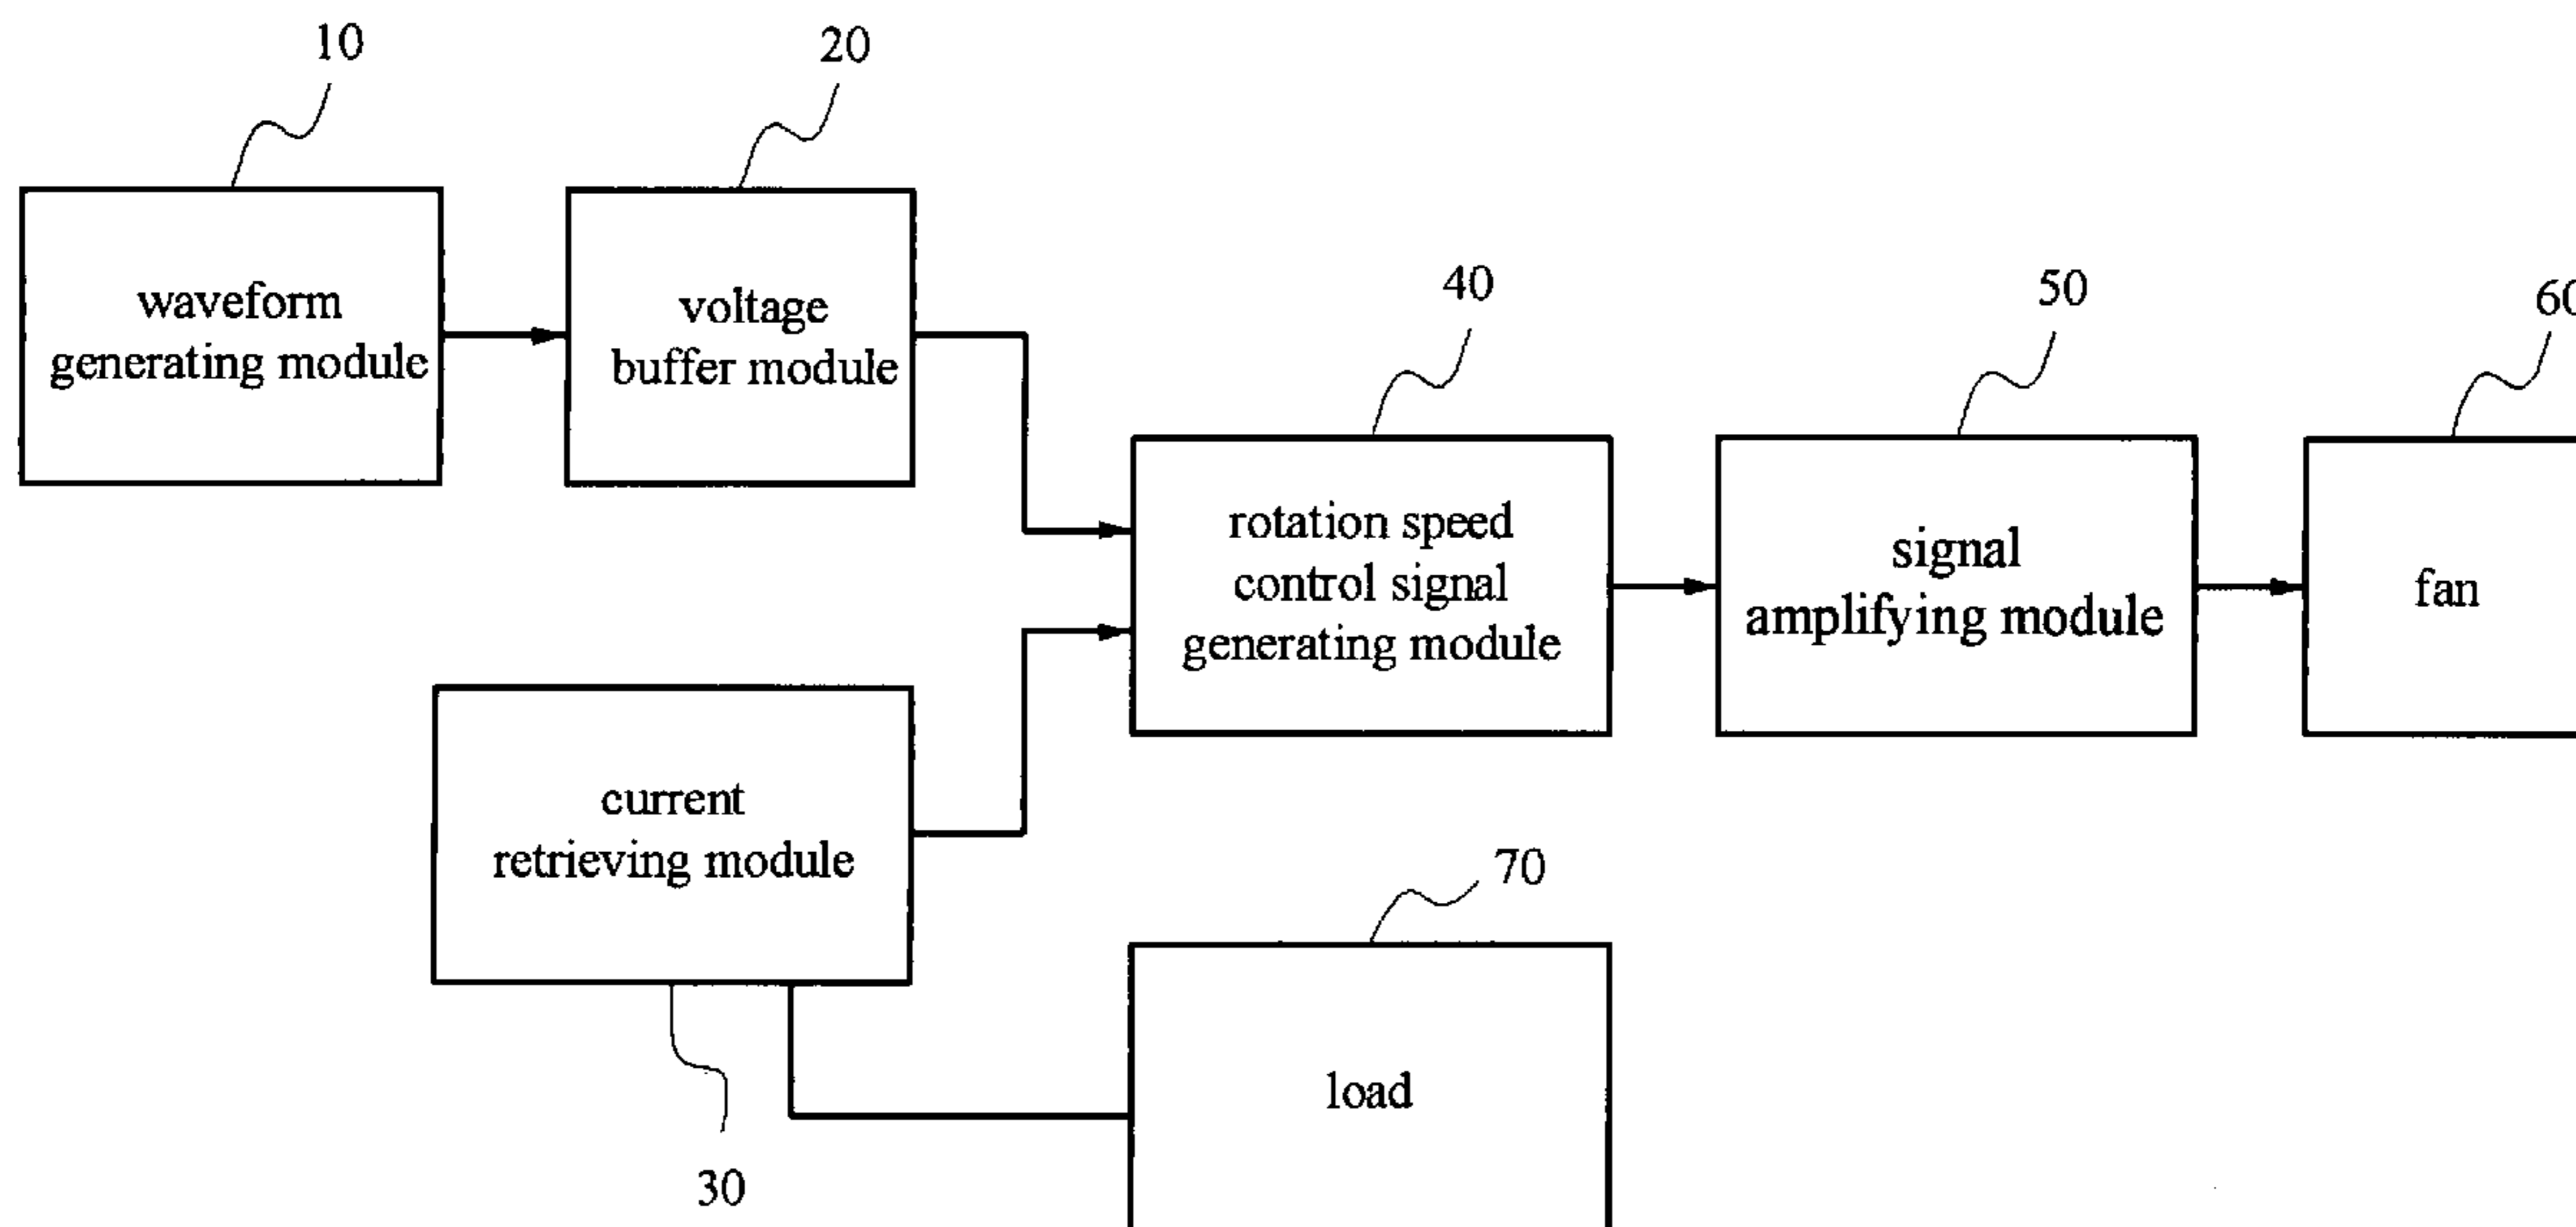 10
20
waveform
generating module
voltage
buffer module
40
50
60
rotation speed
control signal
generating module
signal
amplifying module
fan
current
retrieving module
70
load
30